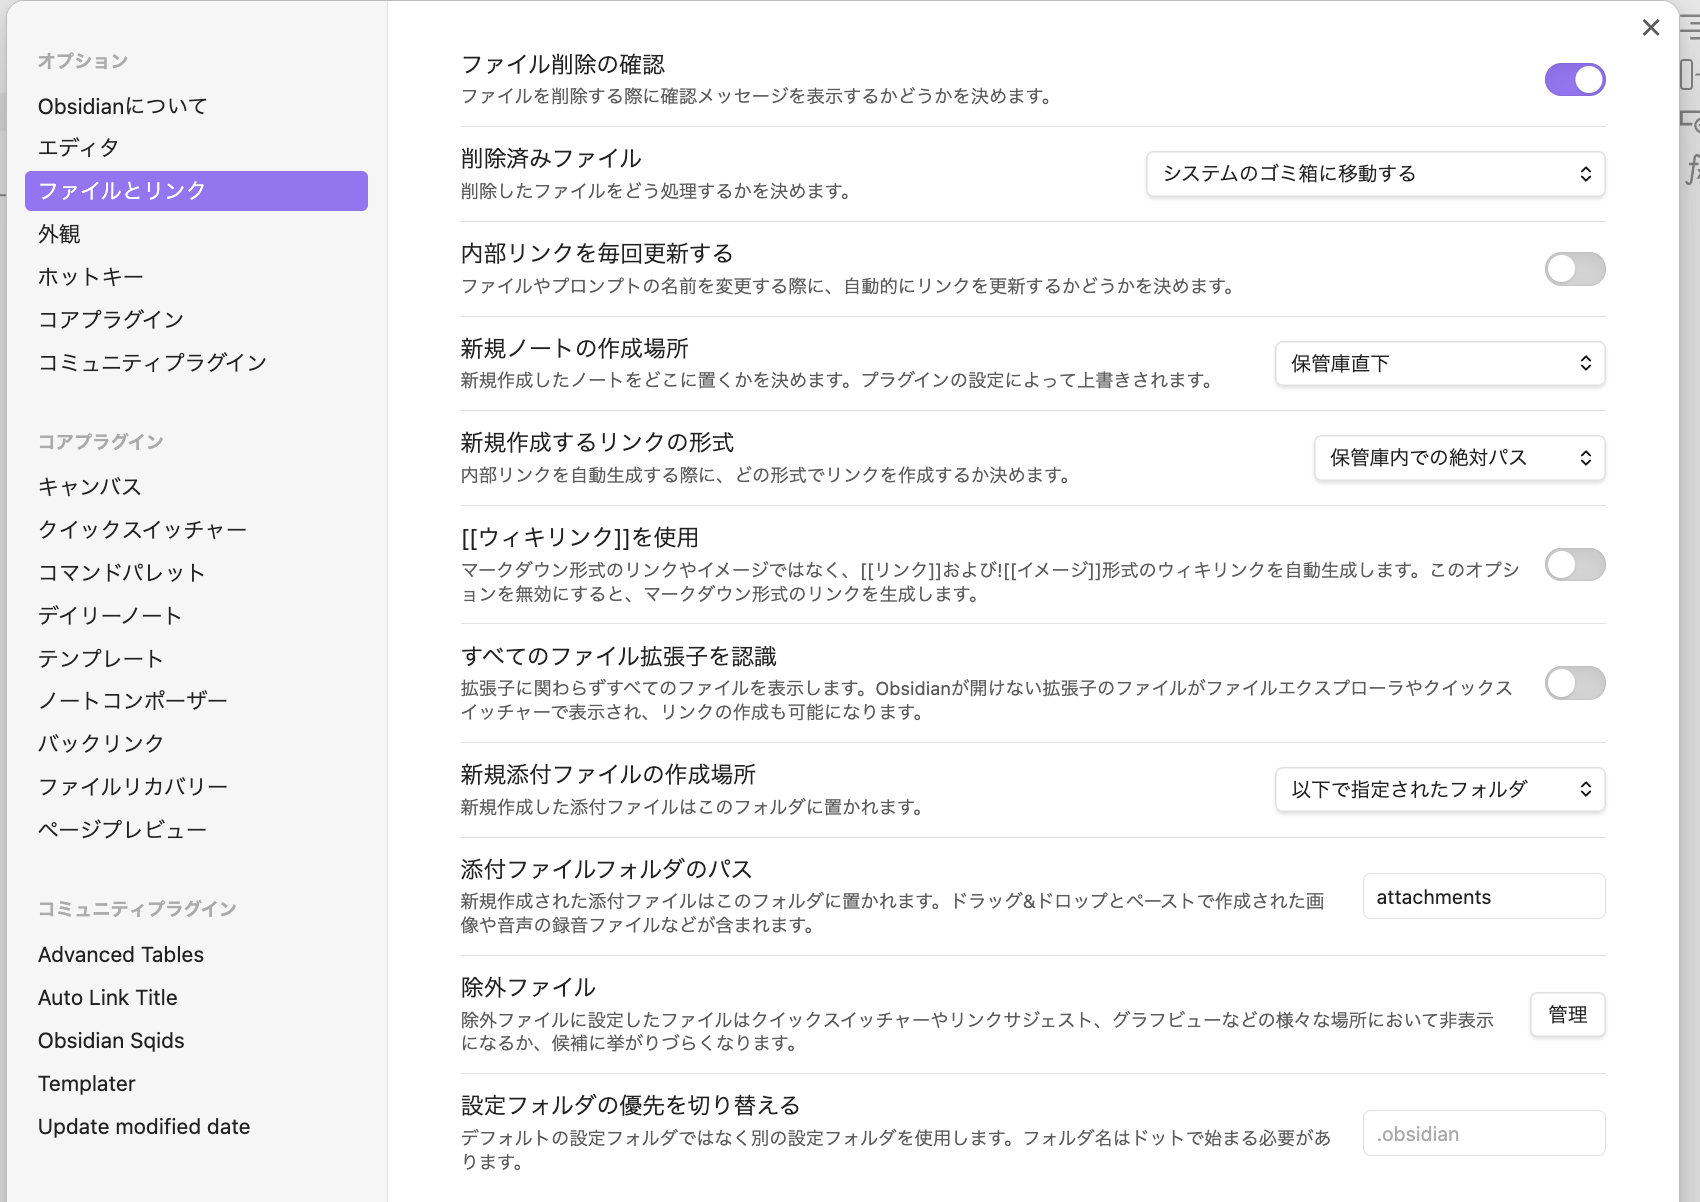 オプション
Obsidianについて
エディタ
ファイルとリンク
外観
ホットキー
コアプラグイン
コミュニティプラグイン
コアプラグイン
キャンバス
クイックスイッチャー
コマンドパレット
デイリーノート
テンプレート
ノートコンポーザー
バックリンク
ファイルリカバリー
ページプレビュー
コミュニティプラグイン
Advanced Tables
Auto Link Title
Obsidian Sqids
Templater
Update modified date
ファイル削除の確認
ファイルを削除する際に確認メッセージを表示するかどうかを決めます。
削除済みファイル
削除したファイルをどう処理するかを決めます。
システムのゴミ箱に移動する
内部リンクを毎回更新する
ファイルやプロンプトの名前を変更する際に、自動的にリンクを更新するかどうかを決めます。
新規ノートの作成場所
新規作成したノートをどこに置くかを決めます。プラグインの設定によって上書きされます。
保管庫直下
新規作成するリンクの形式
内部リンクを自動生成する際に、どの形式でリンクを作成するか決めます。
保管庫内での絶対パス
[[ウィキリンク]]を使用
マークダウン形式のリンクやイメージではなく、[[リンク]]および![[イメージ]]形式のウィキリンクを自動生成します。このオプシ
ョンを無効にすると、マークダウン形式のリンクを生成します。
すべてのファイル拡張子を認識
拡張子に関わらずすべてのファイルを表示します。Obsidianが開けない拡張子のファイルがファイルエクスプローラやクイックス
イッチャーで表示され、リンクの作成も可能になります。
新規添付ファイルの作成場所
新規作成した添付ファイルはこのフォルダに置かれます。
以下で指定されたフォルダ
添付ファイルフォルダのパス
新規作成された添付ファイルはこのフォルダに置かれます。ドラッグ&ドロップとペーストで作成された画
像や音声の録音ファイルなどが含まれます。
attachments
除外ファイル
除外ファイルに設定したファイルはクイックスイッチャーやリンクサジェスト、グラフビューなどの様々な場所において非表示
になるか、候補に挙がりづらくなります。
管理
設定フォルダの優先を切り替える
デフォルトの設定フォルダではなく別の設定フォルダを使用します。フォルダ名はドットで始まる必要があ
ります。
.obsidian